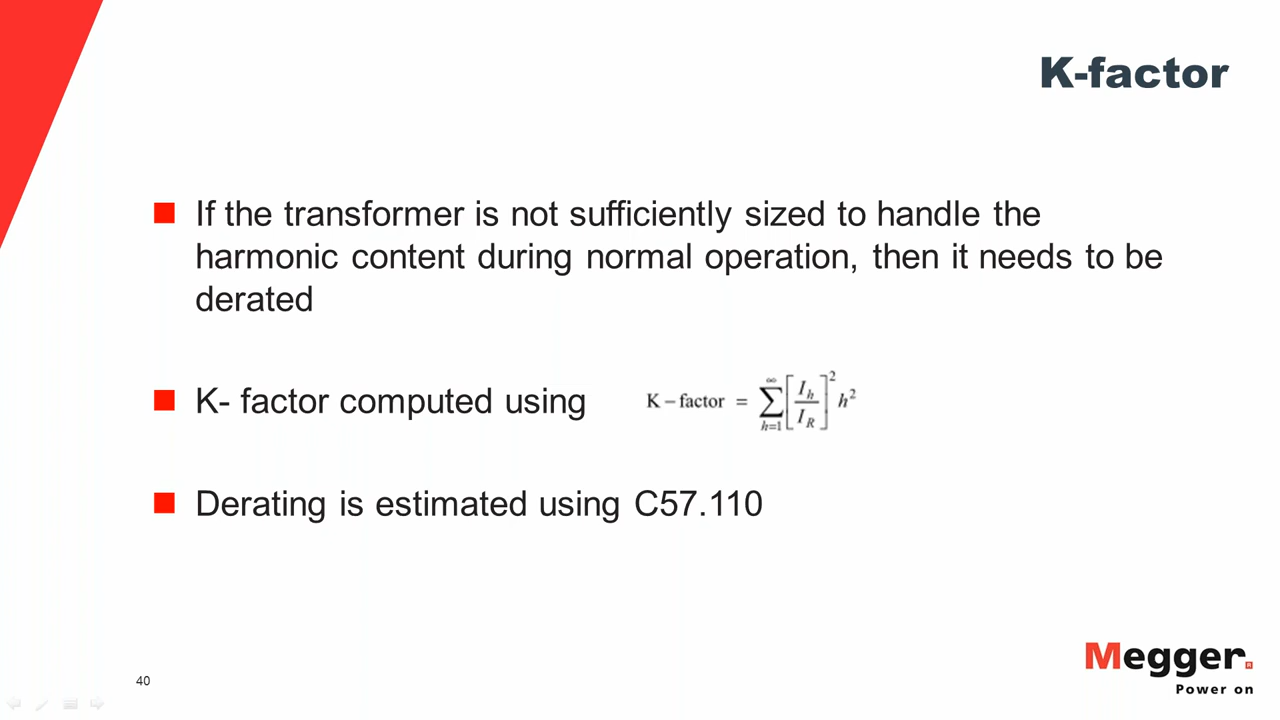 K-factor
If the transformer is not sufficiently sized to handle the
harmonic content during normal operation, then it needs to be
derated
K- factor computed using K – factor = ∑_{h=1}^{∞} [I_h / I_R]^2 h^2
Derating is estimated using C57.110
Megger
Power on
40